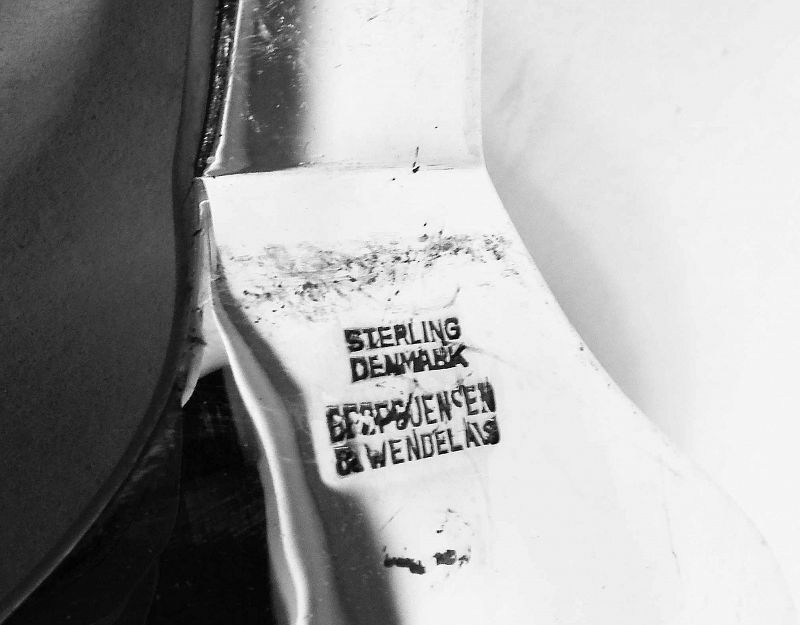 STERLING
DENMARK
GEORG JENSEN
& WENDEL A/S